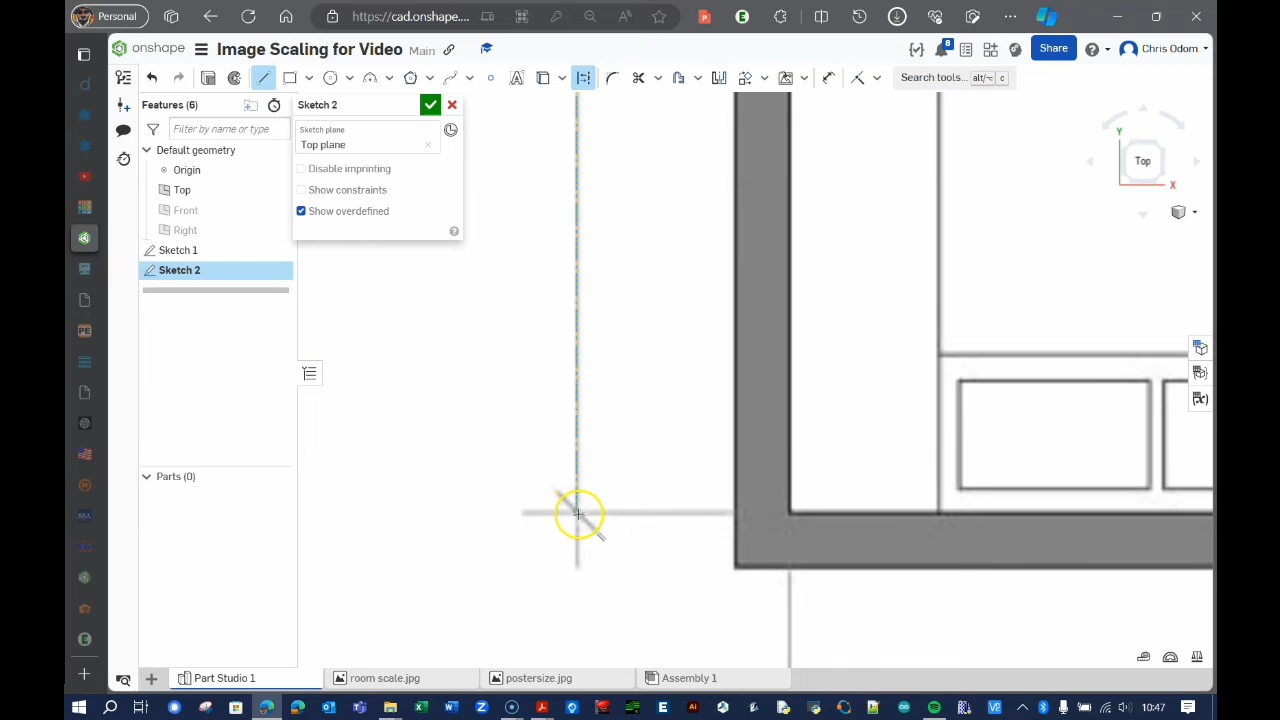 Personal
https://cad.onshape....
onshape
Image Scaling for Video
Main
8
Share
Chris Odom
Search tools...
alt/⌥
c
Features (6)
Filter by name or type
Default geometry
Origin
Top
Front
Right
Sketch 1
Sketch 2
Parts (0)
Sketch 2
Sketch plane
Top plane
Disable imprinting
Show constraints
Show overdefined
Y
Top
X
Part Studio 1
room scale.jpg
postersize.jpg
Assembly 1
10:47